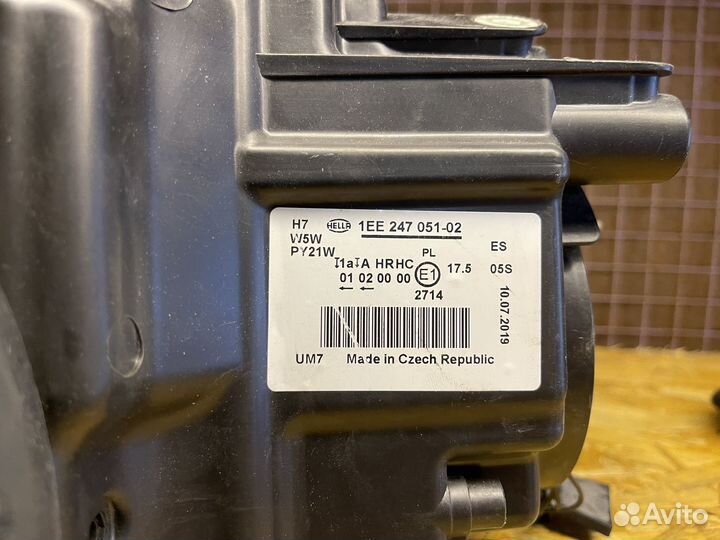 H7 HELLA 1EE 247 051-02
W5W ES
PY21W PL
1a1A HRHC E1 17.5 05S
01 02 00 00
← ←
2714
10.07.2019
UM7 Made in Czech Republic
Avito